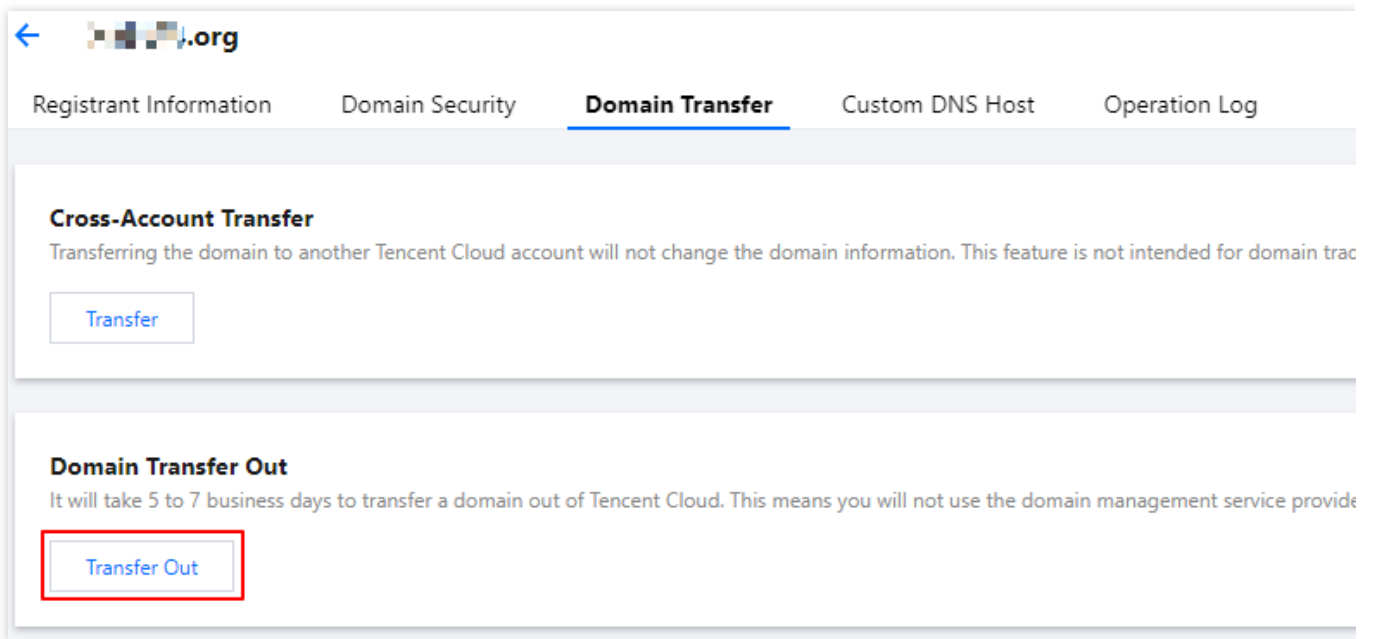 .org
Registrant Information Domain Security Domain Transfer Custom DNS Host Operation Log
Cross-Account Transfer
Transferring the domain to another Tencent Cloud account will not change the domain information. This feature is not intended for domain
Transfer
Domain Transfer Out
It will take 5 to 7 business days to transfer a domain out of Tencent Cloud. This means you will not use the domain management service
Transfer Out